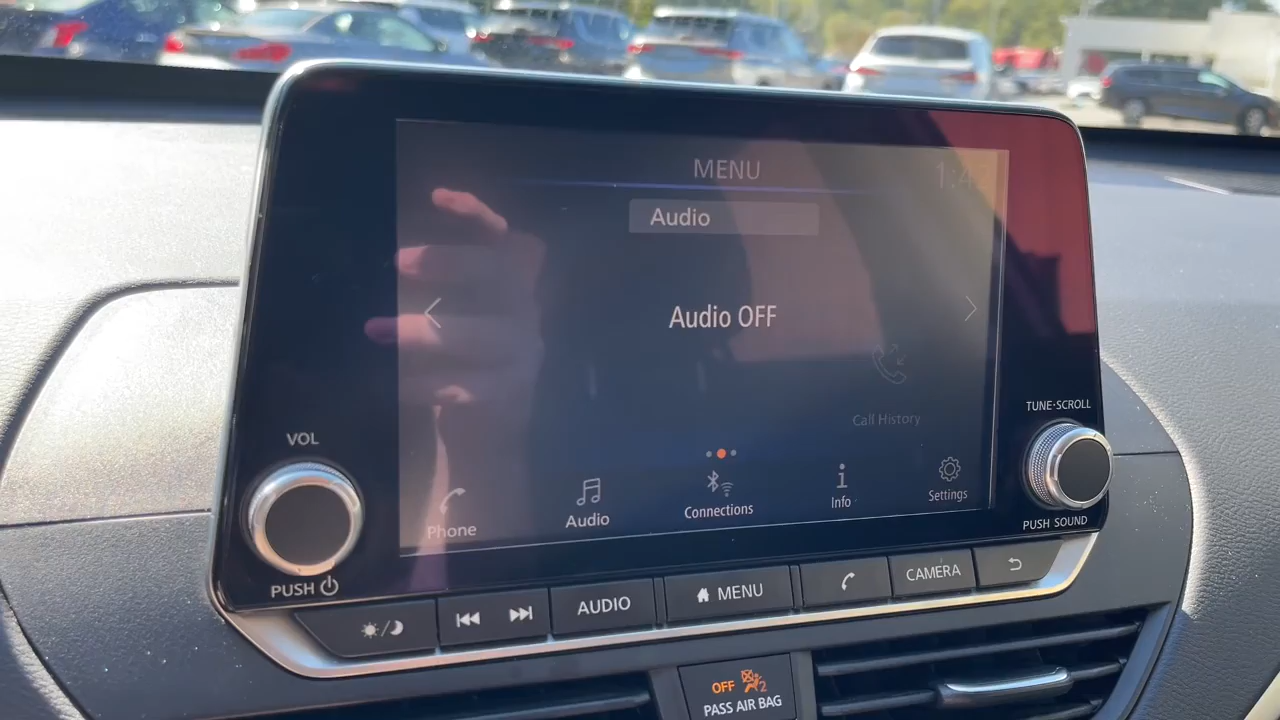 MENU
Audio
Audio OFF
Call History
Phone
Audio
Connections
Info
Settings
VOL
PUSH
TUNE·SCROLL
PUSH SOUND
AUDIO
MENU
CAMERA
OFF 2
PASS AIR BAG